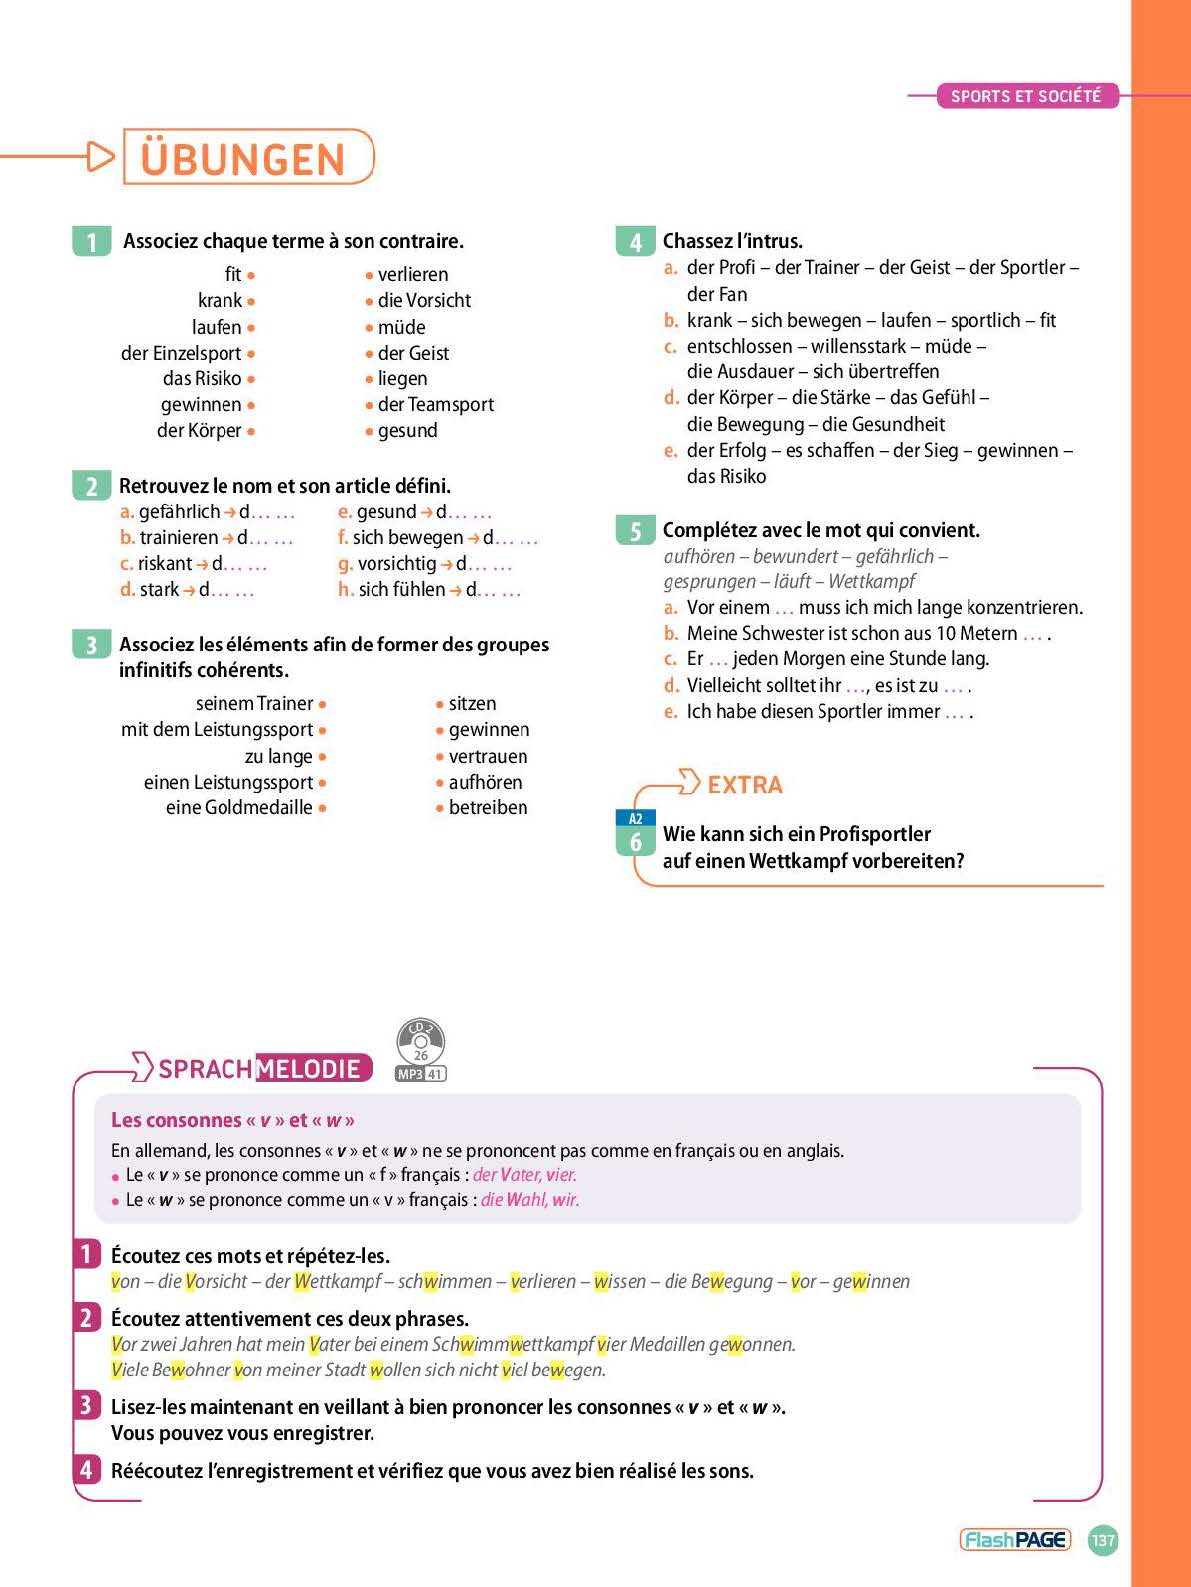 SPORTS ET SOCIÉTÉ
ÜBUNGEN
1 Associez chaque terme à son contraire.
fit • • verlieren
krank • • die Vorsicht
laufen • • müde
der Einzelsport • • der Geist
das Risiko • • liegen
gewinnen • • der Teamsport
der Körper • • gesund
2 Retrouvez le nom et son article défini.
a. gefährlich → d… … e. gesund → d… …
b. trainieren → d… … f. sich bewegen → d… …
c. riskant → d… … g. vorsichtig → d… …
d. stark → d… … h. sich fühlen → d… …
3 Associez les éléments afin de former des groupes
infinitifs cohérents.
seinem Trainer • • sitzen
mit dem Leistungssport • • gewinnen
zu lange • • vertrauen
einen Leistungssport • • aufhören
eine Goldmedaille • • betreiben
4 Chassez l’intrus.
a. der Profi – der Trainer – der Geist – der Sportler –
der Fan
b. krank – sich bewegen – laufen – sportlich – fit
c. entschlossen – willensstark – müde –
die Ausdauer – sich übertreffen
d. der Körper – die Stärke – das Gefühl –
die Bewegung – die Gesundheit
e. der Erfolg – es schaffen – der Sieg – gewinnen –
das Risiko
5 Complétez avec le mot qui convient.
aufhören – bewundert – gefährlich –
gesprungen – läuft – Wettkampf
a. Vor einem … muss ich mich lange konzentrieren.
b. Meine Schwester ist schon aus 10 Metern … .
c. Er … jeden Morgen eine Stunde lang.
d. Vielleicht solltet ihr …, es ist zu … .
e. Ich habe diesen Sportler immer … .
EXTRA
A2
6 Wie kann sich ein Profisportler
auf einen Wettkampf vorbereiten?
SPRACHMELODIE
CD 2
26
MP3 41
Les consonnes « v » et « w »
En allemand, les consonnes « v » et « w » ne se prononcent pas comme en français ou en anglais.
• Le « v » se prononce comme un « f » français : der Vater, vier.
• Le « w » se prononce comme un « v » français : die Wahl, wir.
1 Écoutez ces mots et répétez-les.
von – die Vorsicht – der Wettkampf – schwimmen – verlieren – wissen – die Bewegung – vor – gewinnen
2 Écoutez attentivement ces deux phrases.
Vor zwei Jahren hat mein Vater bei einem Schwimmwettkampf vier Medaillen gewonnen.
Viele Bewohner von meiner Stadt wollen sich nicht viel bewegen.
3 Lisez-les maintenant en veillant à bien prononcer les consonnes « v » et « w ».
Vous pouvez vous enregistrer.
4 Réécoutez l’enregistrement et vérifiez que vous avez bien réalisé les sons.
FlashPAGE 137